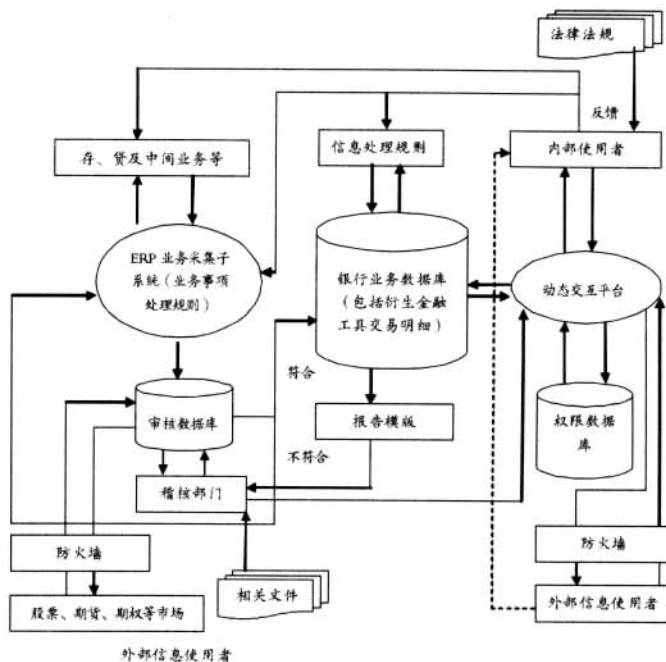 法律法规
反馈
存、贷及中间业务等
信息处理规则
内部使用者
ERP 业务采集子
系统（业务事项
处理规则）
银行业务数据库
（包括衍生金融
工具交易明细）
动态交互平台
符合
审核数据库
报告模版
权限数据
库
不符合
稽核部门
防火墙
防火墙
相关文件
股票、期货、期权等市场
外部信息使用者
外部信息使用者